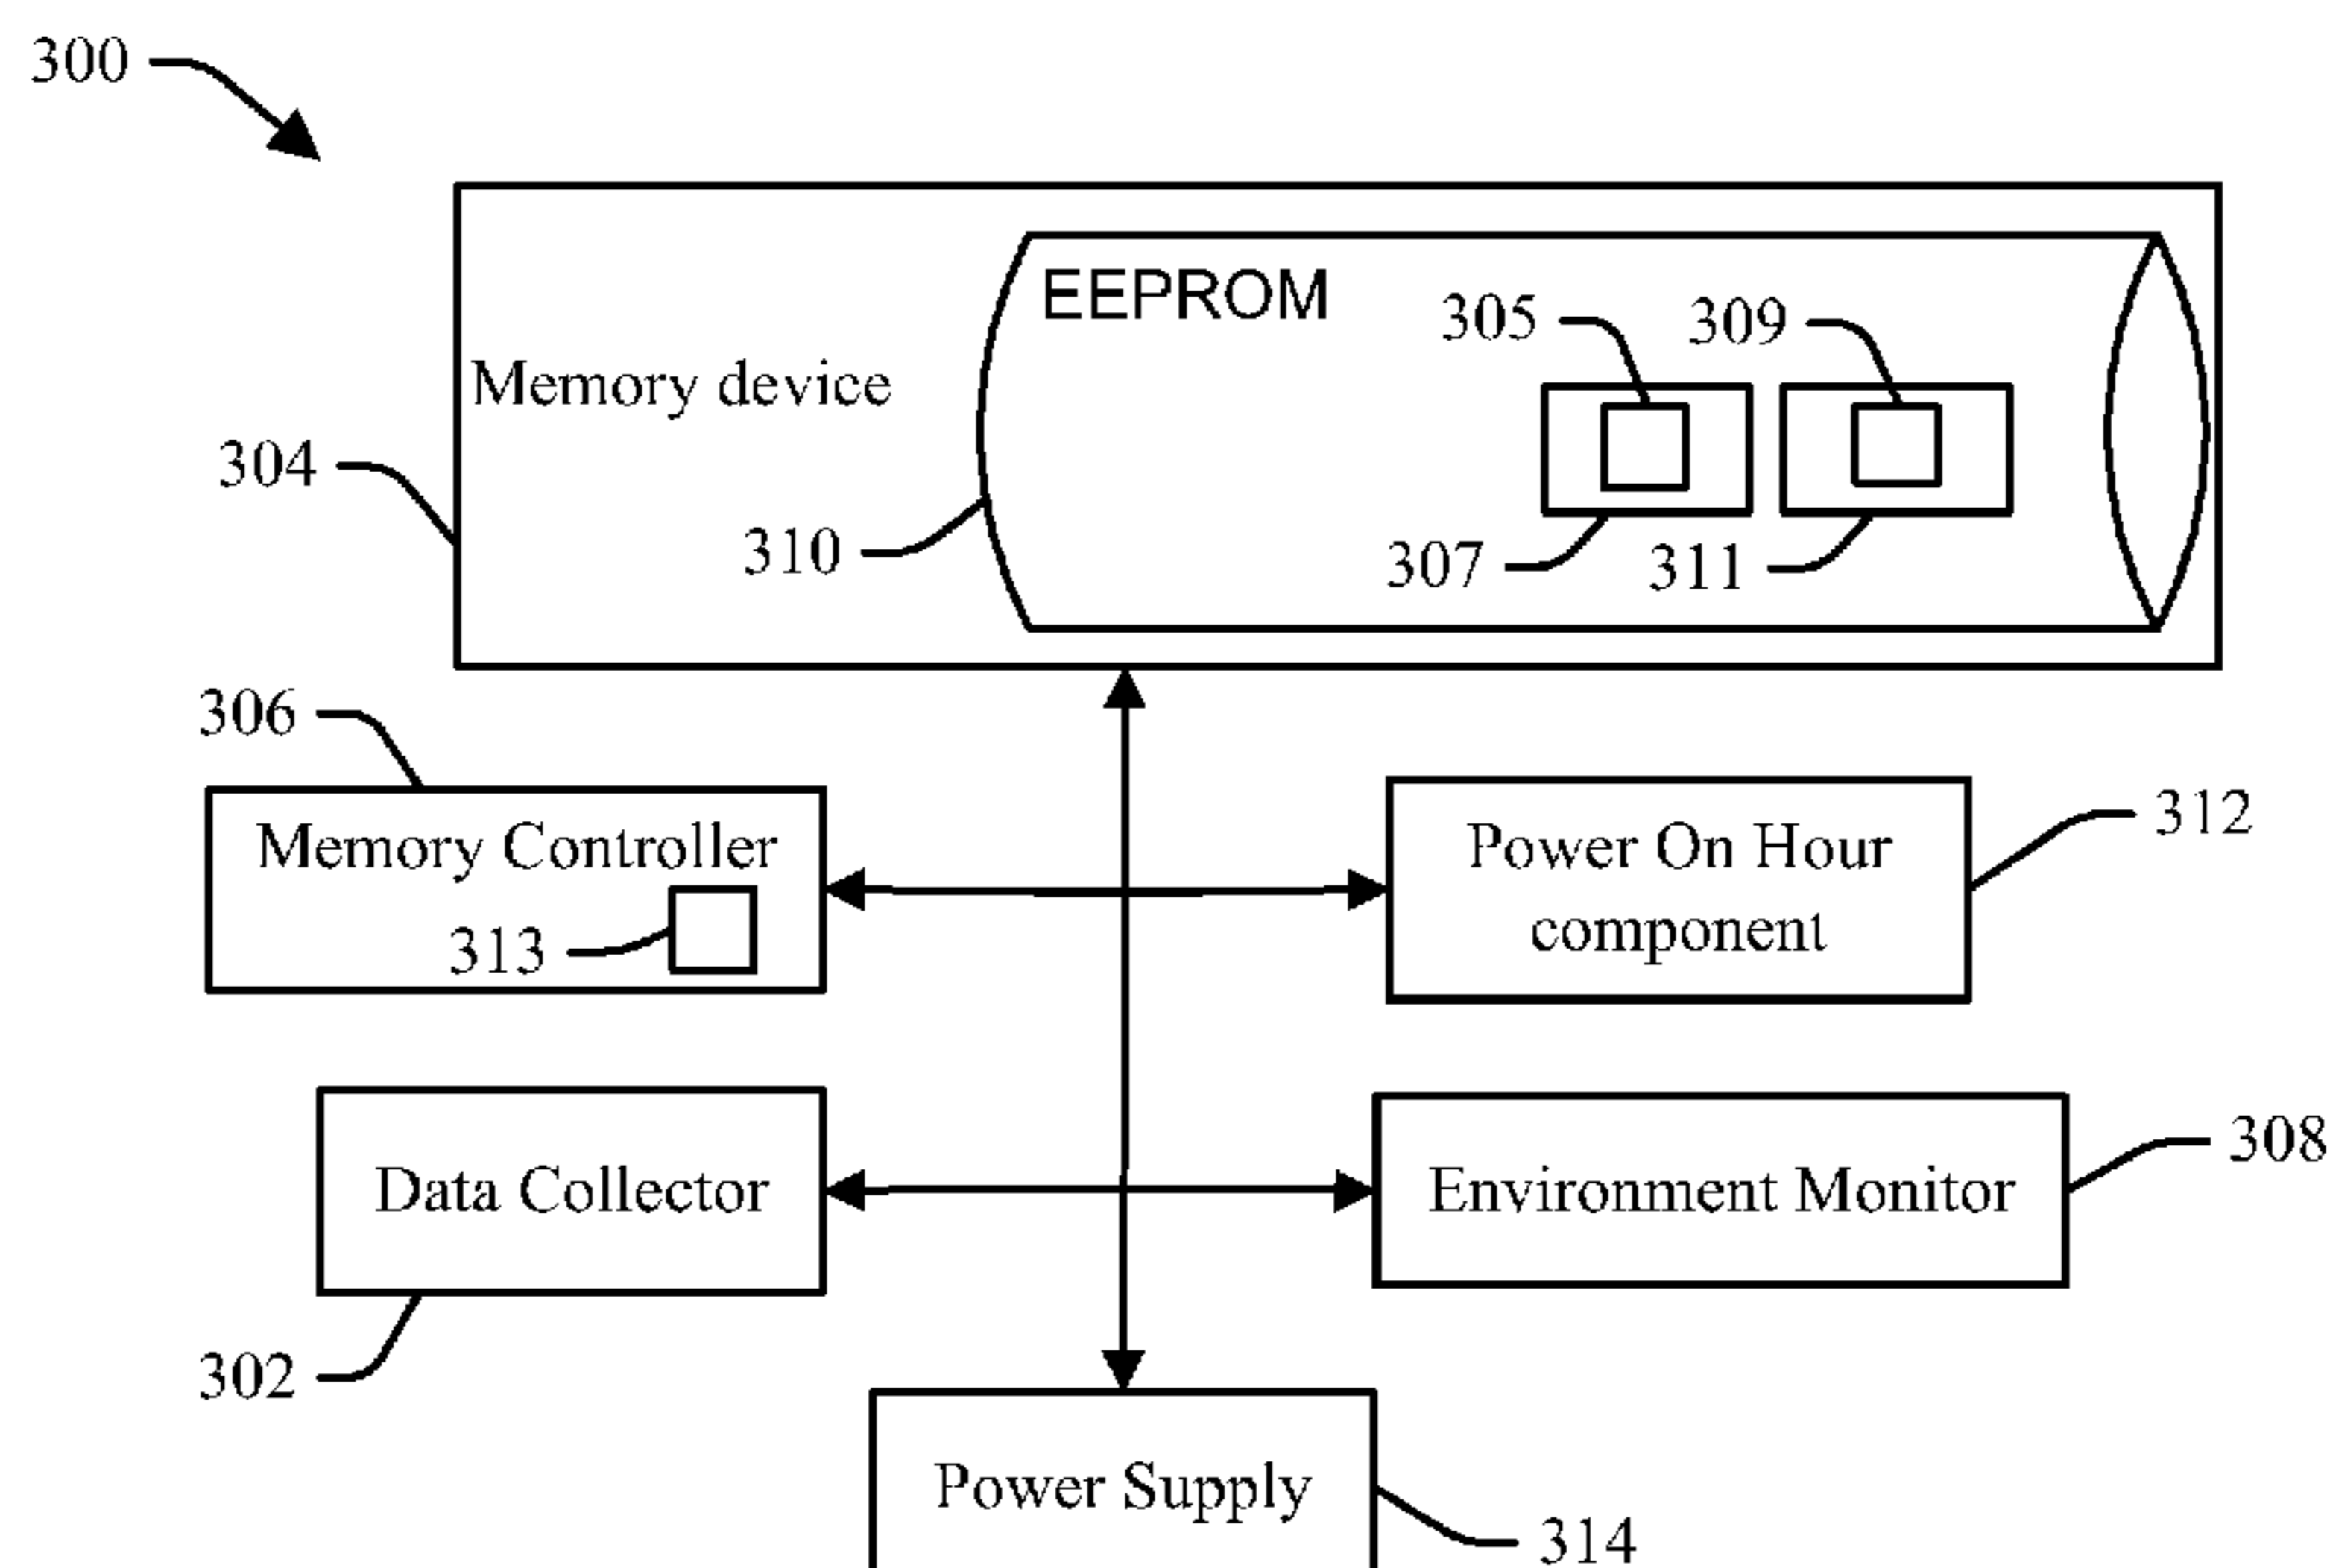 300
EEPROM
305
309
Memory device
304
310
307
311
306
Memory Controller
313
Power On Hour
component
312
Data Collector
302
Environment Monitor
308
Power Supply
314